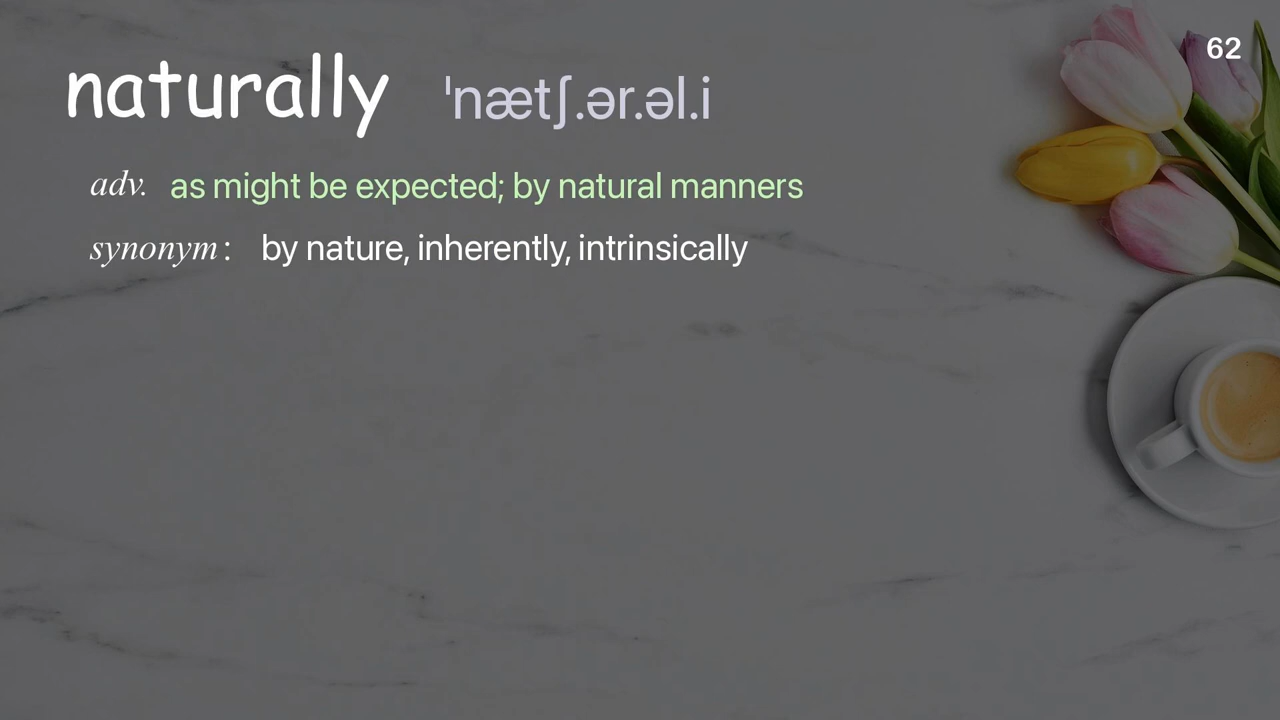 62
naturally ˈnætʃ.ər.əl.i
adv. as might be expected; by natural manners
synonym: by nature, inherently, intrinsically